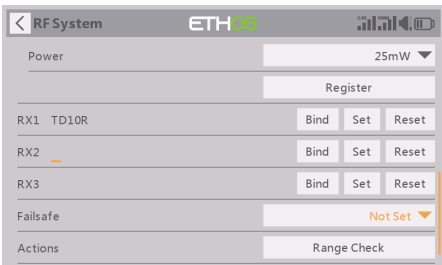 RF System ETHOS
Power 25mW
Register
RX1 TD10R Bind Set Reset
RX2 Bind Set Reset
RX3 Bind Set Reset
Failsafe Not Set
Actions Range Check